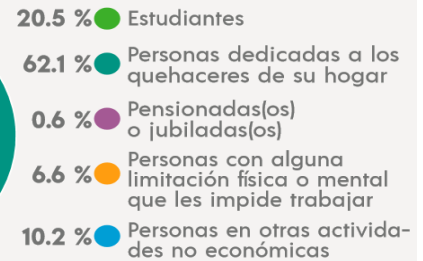 20.5 % Estudiantes
62.1 % Personas dedicadas a los
quehaceres de su hogar
0.6 % Pensionadas(os)
o jubiladas(os)
6.6 % Personas con alguna
limitación física o mental
que les impide trabajar
10.2 % Personas en otras activida-
des no económicas